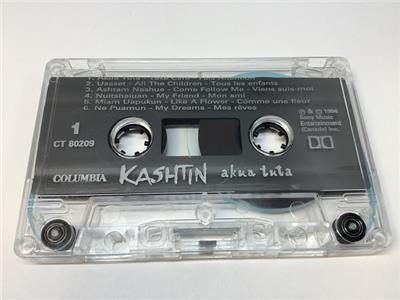 2. Uasset - All The Children - Tous les enfants
3. Ashtam Nashue - Come Follow Me - Viens suis-moi
4. Nuitsheiuan - My Friend - Mon ami
5. Miam Uapukun - Like A Flower - Comme une fleur
6. Ne Puamun - My Dreams - Mes rêves
1
CT 80209
℗ © 1994
Sony Music
Entertainment
(Canada) Inc.
COLUMBIA
KASHTIN akua tuta